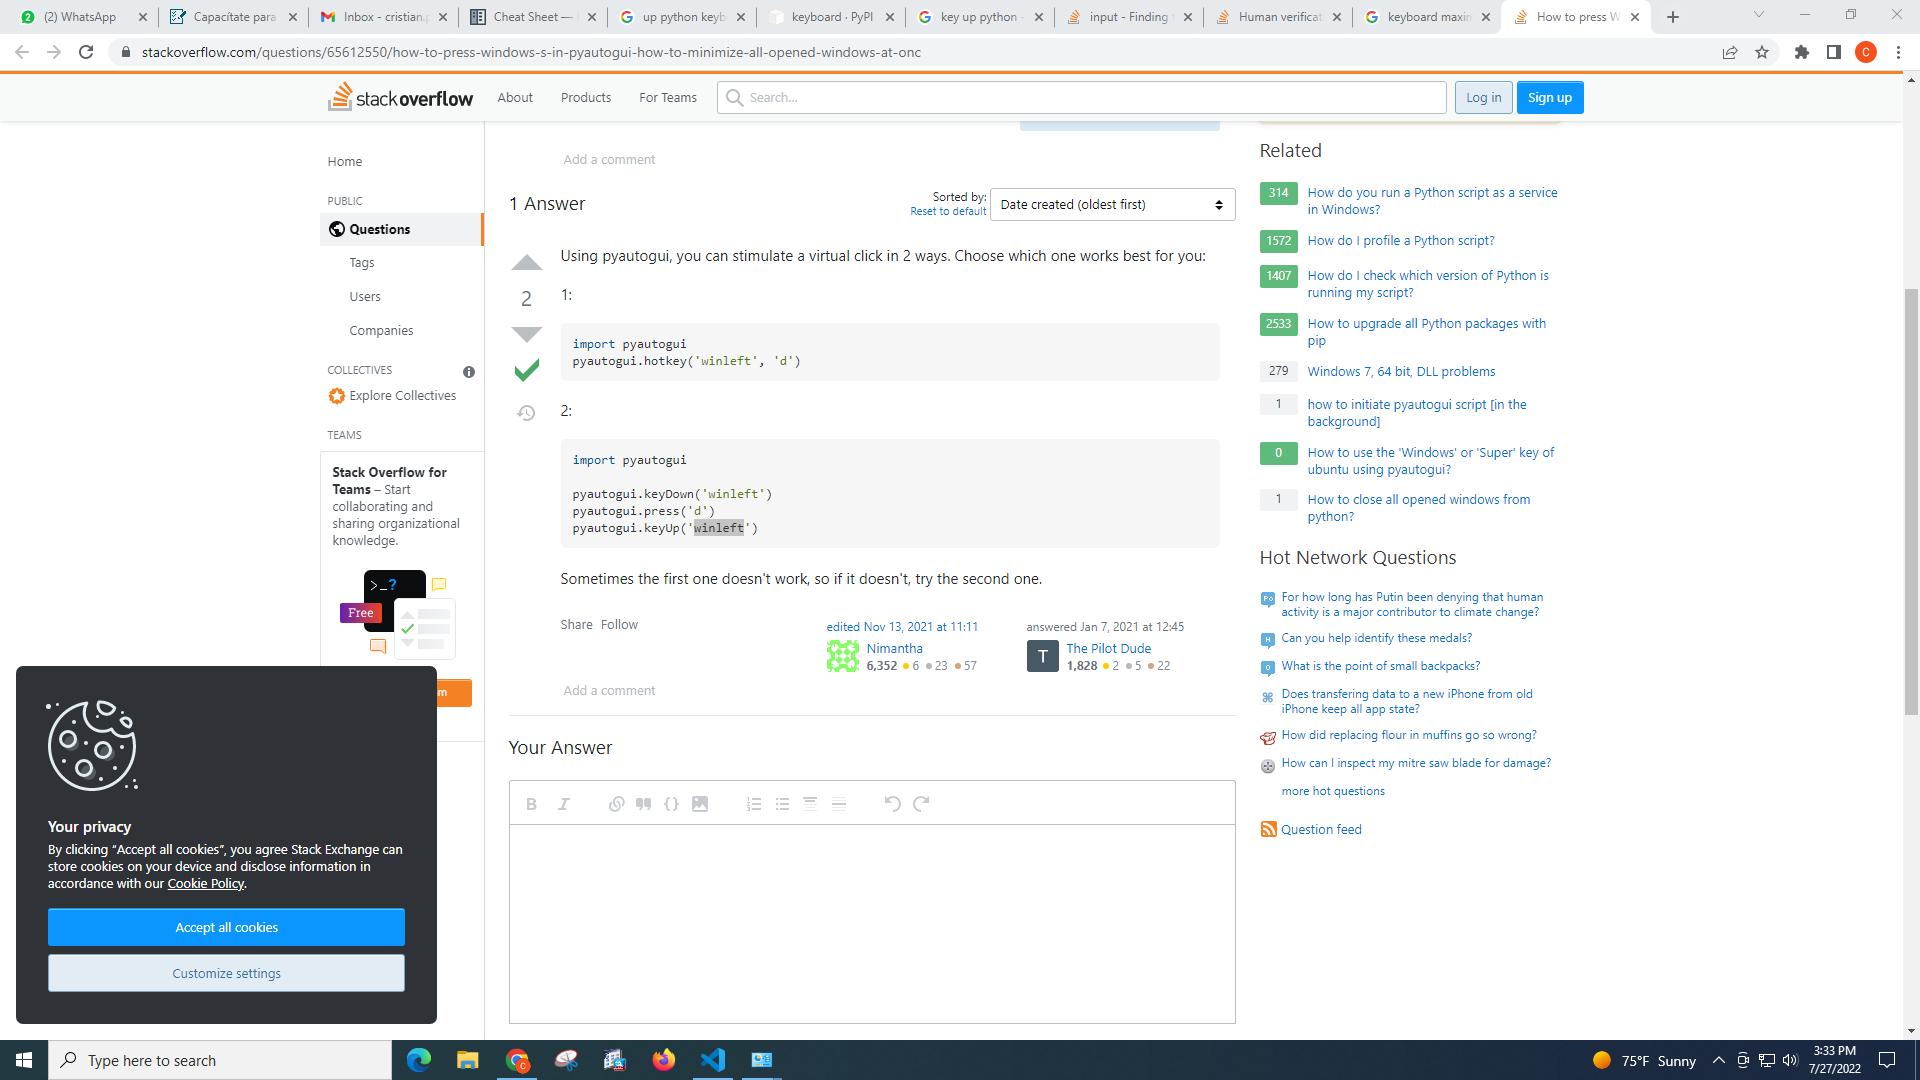 (2) WhatsApp
Capacítate para
Inbox - cristian.
Cheat Sheet —
up python keyb
keyboard · PyPI
key up python -
input - Finding
Human verificat
keyboard maxim
How to press W
stackoverflow.com/questions/65612550/how-to-press-windows-s-in-pyautogui-how-to-minimize-all-opened-windows-at-onc
C
stackoverflow
About
Products
For Teams
Search...
Log in
Sign up
Home
PUBLIC
Questions
Tags
Users
Companies
COLLECTIVES
Explore Collectives
TEAMS
Stack Overflow for
Teams – Start
collaborating and
sharing organizational
knowledge.
>_?
Free
Add a comment
1 Answer
Sorted by:
Reset to default
Date created (oldest first)
2
Using pyautogui, you can stimulate a virtual click in 2 ways. Choose which one works best for you:
1:
import pyautogui
pyautogui.hotkey('winleft', 'd')
2:
import pyautogui
pyautogui.keyDown('winleft')
pyautogui.press('d')
pyautogui.keyUp('winleft')
Sometimes the first one doesn't work, so if it doesn't, try the second one.
Share Follow
edited Nov 13, 2021 at 11:11
Nimantha
6,352 6 23 57
answered Jan 7, 2021 at 12:45
T
The Pilot Dude
1,828 2 5 22
Add a comment
Your Answer
B I
Related
314 How do you run a Python script as a service
in Windows?
1572 How do I profile a Python script?
1407 How do I check which version of Python is
running my script?
2533 How to upgrade all Python packages with
pip
279 Windows 7, 64 bit, DLL problems
1 how to initiate pyautogui script [in the
background]
0 How to use the 'Windows' or 'Super' key of
ubuntu using pyautogui?
1 How to close all opened windows from
python?
Hot Network Questions
For how long has Putin been denying that human
activity is a major contributor to climate change?
Can you help identify these medals?
What is the point of small backpacks?
Does transfering data to a new iPhone from old
iPhone keep all app state?
How did replacing flour in muffins go so wrong?
How can I inspect my mitre saw blade for damage?
more hot questions
Question feed
Your privacy
By clicking “Accept all cookies”, you agree Stack Exchange can
store cookies on your device and disclose information in
accordance with our Cookie Policy.
Accept all cookies
Customize settings
Type here to search
75°F Sunny
3:33 PM
7/27/2022